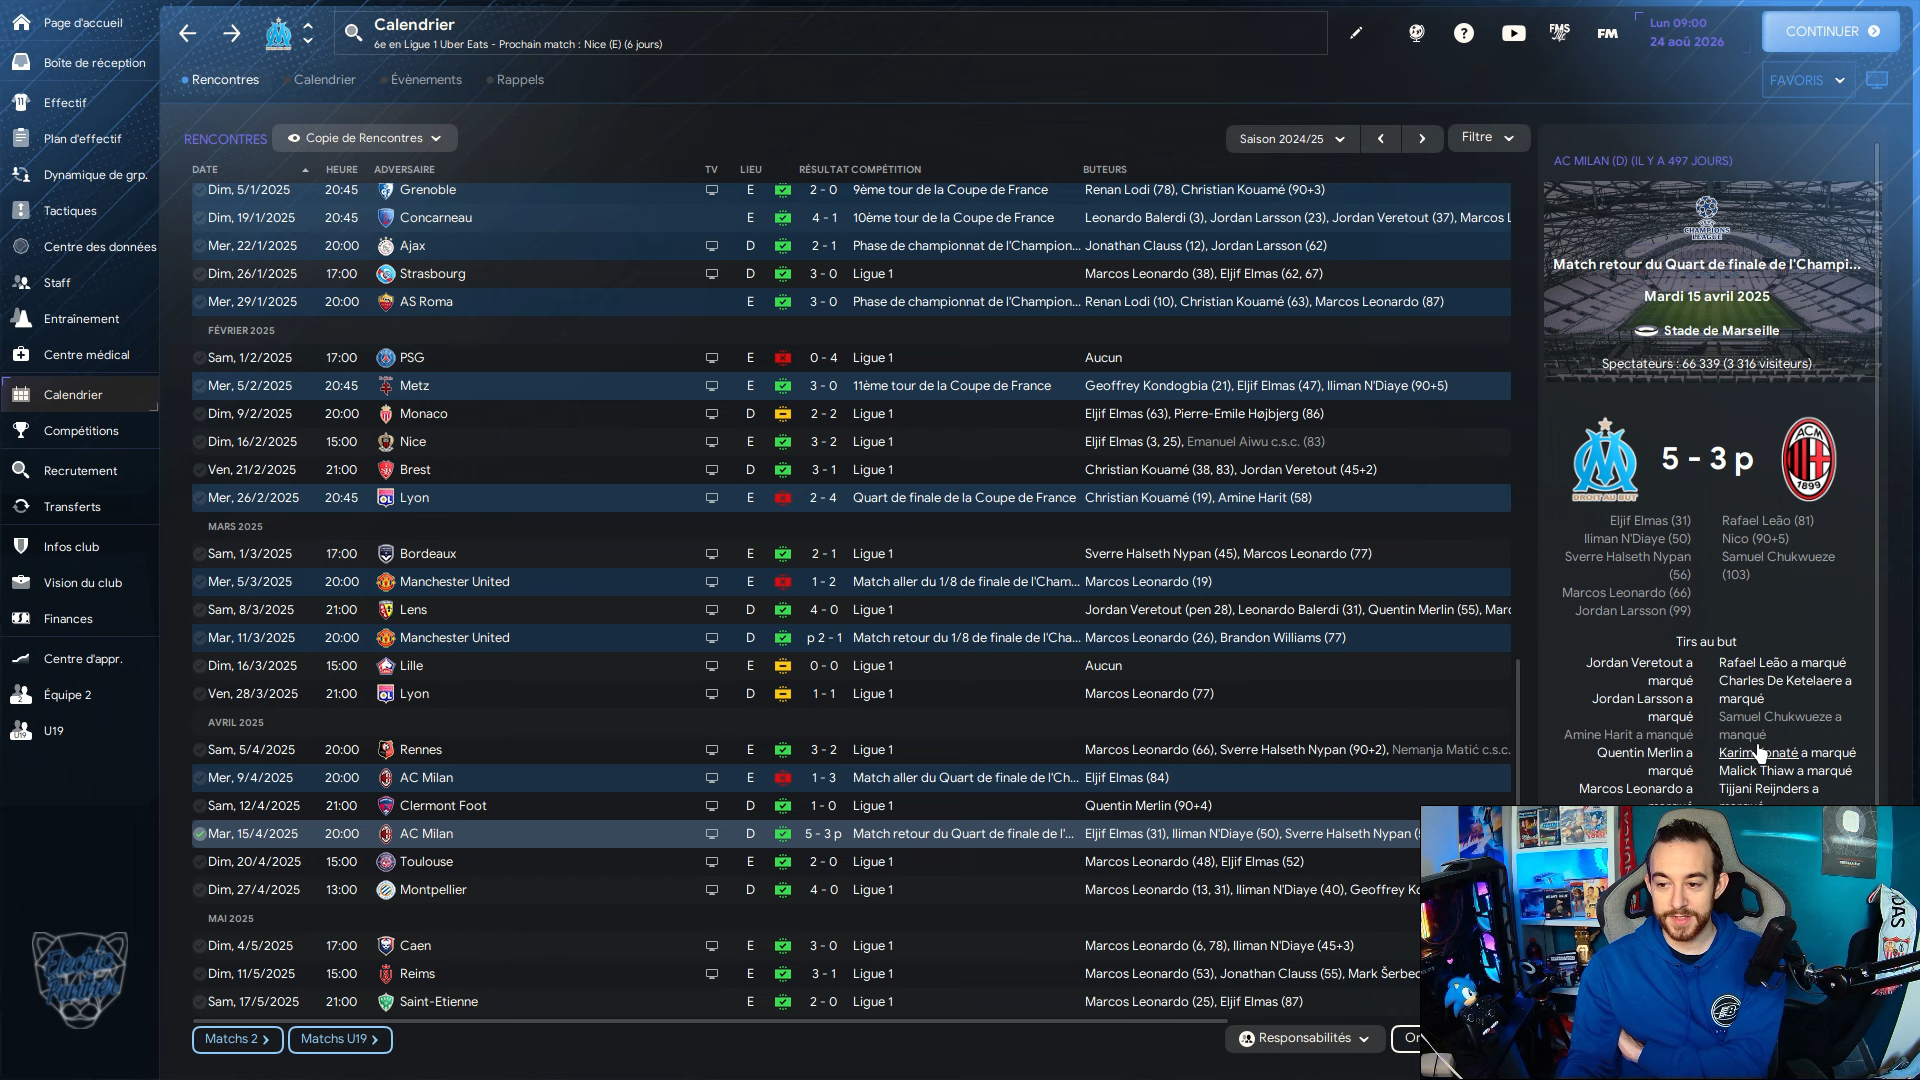 Page d'accueil
Boîte de réception
Effectif
Plan d'effectif
Dynamique de grp.
Tactiques
Centre des données
Staff
Entraînement
Centre médical
Calendrier
Compétitions
Recrutement
Transferts
Infos club
Vision du club
Finances
Centre d'appr.
Équipe 2
U19
Calendrier
6e en Ligue 1 Uber Eats - Prochain match : Nice (E) (6 jours)
FMS
FM
Lun 09:00
24 aoû 2026
CONTINUER
Rencontres Calendrier Évènements Rappels
FAVORIS
RENCONTRES Copie de Rencontres Saison 2024/25 Filtre
DATE HEURE ADVERSAIRE TV LIEU RÉSULTAT COMPÉTITION BUTEURS
Dim, 5/1/2025 20:45 Grenoble E 2 - 0 9ème tour de la Coupe de France Renan Lodi (78), Christian Kouamé (90+3)
Dim, 19/1/2025 20:45 Concarneau E 4 - 1 10ème tour de la Coupe de France Leonardo Balerdi (3), Jordan Larsson (23), Jordan Veretout (37), Marcos L
Mer, 22/1/2025 20:00 Ajax D 2 - 1 Phase de championnat de l'Champion... Jonathan Clauss (12), Jordan Larsson (62)
Dim, 26/1/2025 17:00 Strasbourg D 3 - 0 Ligue 1 Marcos Leonardo (38), Eljif Elmas (62, 67)
Mer, 29/1/2025 20:00 AS Roma E 3 - 0 Phase de championnat de l'Champion... Renan Lodi (10), Christian Kouamé (63), Marcos Leonardo (87)
FÉVRIER 2025
Sam, 1/2/2025 17:00 PSG E 0 - 4 Ligue 1 Aucun
Mer, 5/2/2025 20:45 Metz E 3 - 0 11ème tour de la Coupe de France Geoffrey Kondogbia (21), Eljif Elmas (47), Iliman N'Diaye (90+5)
Dim, 9/2/2025 20:00 Monaco D 2 - 2 Ligue 1 Eljif Elmas (63), Pierre-Emile Højbjerg (86)
Dim, 16/2/2025 15:00 Nice E 3 - 2 Ligue 1 Eljif Elmas (3, 25), Emanuel Aiwu c.s.c. (83)
Ven, 21/2/2025 21:00 Brest D 3 - 1 Ligue 1 Christian Kouamé (38, 83), Jordan Veretout (45+2)
Mer, 26/2/2025 20:45 Lyon E 2 - 4 Quart de finale de la Coupe de France Christian Kouamé (19), Amine Harit (58)
MARS 2025
Sam, 1/3/2025 17:00 Bordeaux E 2 - 1 Ligue 1 Sverre Halseth Nypan (45), Marcos Leonardo (77)
Mer, 5/3/2025 20:00 Manchester United E 1 - 2 Match aller du 1/8 de finale de l'Cham... Marcos Leonardo (19)
Sam, 8/3/2025 21:00 Lens D 4 - 0 Ligue 1 Jordan Veretout (pen 28), Leonardo Balerdi (31), Quentin Merlin (55), Marc
Mar, 11/3/2025 20:00 Manchester United D p 2 - 1 Match retour du 1/8 de finale de l'Cha... Marcos Leonardo (26), Brandon Williams (77)
Dim, 16/3/2025 15:00 Lille E 0 - 0 Ligue 1 Aucun
Ven, 28/3/2025 21:00 Lyon D 1 - 1 Ligue 1 Marcos Leonardo (77)
AVRIL 2025
Sam, 5/4/2025 20:00 Rennes E 3 - 2 Ligue 1 Marcos Leonardo (66), Sverre Halseth Nypan (90+2), Nemanja Matić c.s.c.
Mer, 9/4/2025 20:00 AC Milan E 1 - 3 Match aller du Quart de finale de l'Ch... Eljif Elmas (84)
Sam, 12/4/2025 21:00 Clermont Foot D 1 - 0 Ligue 1 Quentin Merlin (90+4)
Mar, 15/4/2025 20:00 AC Milan D 5 - 3 p Match retour du Quart de finale de l'... Eljif Elmas (31), Iliman N'Diaye (50), Sverre Halseth Nypan (
Dim, 20/4/2025 15:00 Toulouse E 2 - 0 Ligue 1 Marcos Leonardo (48), Eljif Elmas (52)
Dim, 27/4/2025 13:00 Montpellier D 4 - 0 Ligue 1 Marcos Leonardo (13, 31), Iliman N'Diaye (40), Geoffrey Ko
MAI 2025
Dim, 4/5/2025 17:00 Caen E 3 - 0 Ligue 1 Marcos Leonardo (6, 78), Iliman N'Diaye (45+3)
Dim, 11/5/2025 15:00 Reims E 3 - 1 Ligue 1 Marcos Leonardo (53), Jonathan Clauss (55), Mark Šerbec
Sam, 17/5/2025 21:00 Saint-Etienne E 2 - 0 Ligue 1 Marcos Leonardo (25), Eljif Elmas (87)
Matchs 2 Matchs U19 Responsabilités Or
AC MILAN (D) (IL Y A 497 JOURS)
CHAMPIONS LEAGUE
Match retour du Quart de finale de l'Champi...
Mardi 15 avril 2025
Stade de Marseille
Spectateurs : 66 339 (3 316 visiteurs)
DROIT AU BUT
5 - 3 p
ACM
1899
Eljif Elmas (31) Rafael Leão (81)
Iliman N'Diaye (50) Nico (90+5)
Sverre Halseth Nypan Samuel Chukwueze
(56) (103)
Marcos Leonardo (66)
Jordan Larsson (99)
Tirs au but
Jordan Veretout a Rafael Leão a marqué
marqué Charles De Ketelaere a
Jordan Larsson a marqué
marqué Samuel Chukwueze a
Amine Harit a manqué manqué
Quentin Merlin a Karim Konaté a marqué
marqué Malick Thiaw a marqué
Marcos Leonardo a Tijjani Reijnders a
Electric Panther